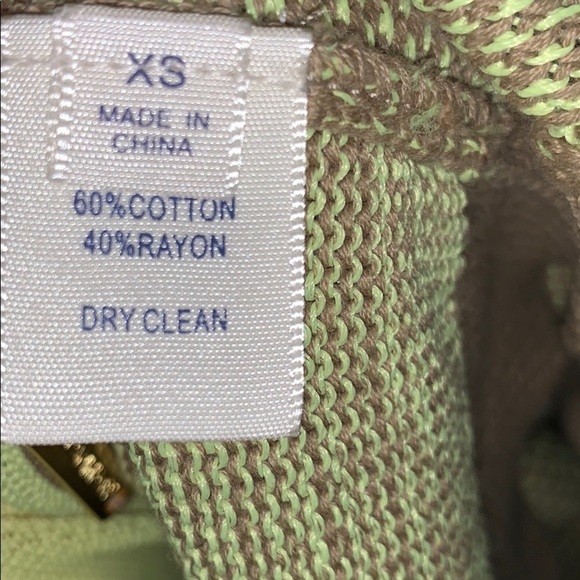 XS
MADE IN
CHINA
60%COTTON
40%RAYON
DRY CLEAN